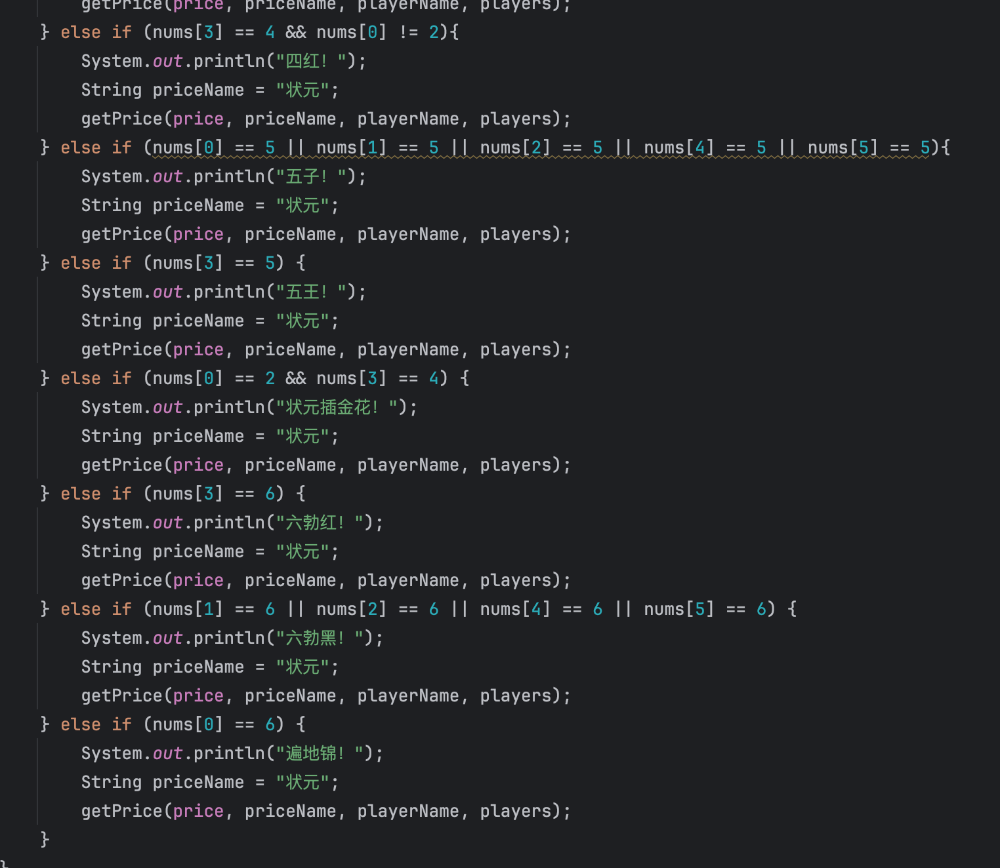 getPrice(price, priceName, playerName, players);
} else if (nums[3] == 4 && nums[0] != 2){
System.out.println("四红！");
String priceName = "状元";
getPrice(price, priceName, playerName, players);
} else if (nums[0] == 5 || nums[1] == 5 || nums[2] == 5 || nums[4] == 5 || nums[5] == 5){
System.out.println("五子！");
String priceName = "状元";
getPrice(price, priceName, playerName, players);
} else if (nums[3] == 5) {
System.out.println("五王！");
String priceName = "状元";
getPrice(price, priceName, playerName, players);
} else if (nums[0] == 2 && nums[3] == 4) {
System.out.println("状元插金花！");
String priceName = "状元";
getPrice(price, priceName, playerName, players);
} else if (nums[3] == 6) {
System.out.println("六勃红！");
String priceName = "状元";
getPrice(price, priceName, playerName, players);
} else if (nums[1] == 6 || nums[2] == 6 || nums[4] == 6 || nums[5] == 6) {
System.out.println("六勃黑！");
String priceName = "状元";
getPrice(price, priceName, playerName, players);
} else if (nums[0] == 6) {
System.out.println("遍地锦！");
String priceName = "状元";
getPrice(price, priceName, playerName, players);
}
}